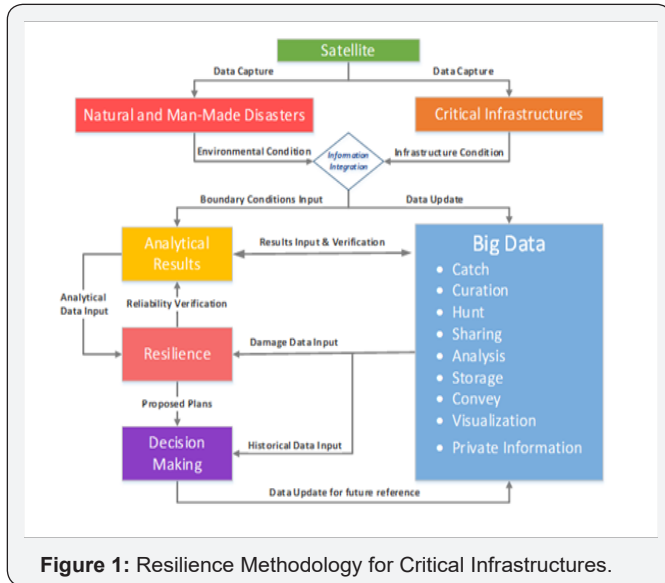 Satellite
Data Capture
Data Capture
Natural and Man-Made Disasters
Critical Infrastructures
Environmental Condition
Information
Integration
Infrastructure Condition
Boundary Conditions Input
Data Update
Analytical
Results
Results Input & Verification
Big Data
• Catch
• Curation
• Hunt
• Sharing
• Analysis
• Storage
• Convey
• Visualization
• Private Information
Analytical
Data Input
Reliability Verification
Resilience
Damage Data Input
Proposed Plans
Decision
Making
Historical Data Input
Data Update for future reference
Figure 1: Resilience Methodology for Critical Infrastructures.